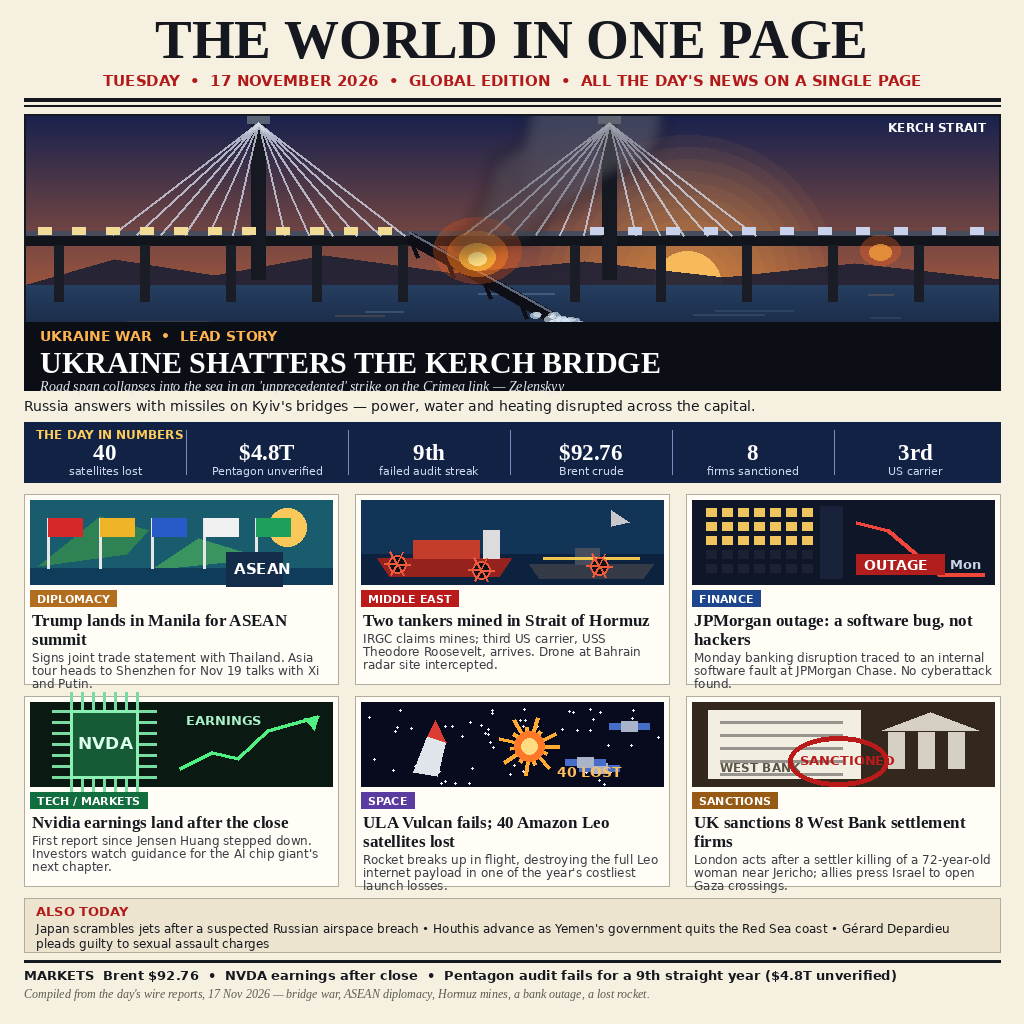 THE WORLD IN ONE PAGE
TUESDAY • 17 NOVEMBER 2026 • GLOBAL EDITION • ALL THE DAY'S NEWS ON A SINGLE PAGE
KERCH STRAIT
UKRAINE WAR • LEAD STORY
UKRAINE SHATTERS THE KERCH BRIDGE
Road span collapses into the sea in an 'unprecedented' strike on the Crimea link — Zelenskyy
Russia answers with missiles on Kyiv's bridges — power, water and heating disrupted across the capital.
THE DAY IN NUMBERS
40
satellites lost
$4.8T
Pentagon unverified
9th
failed audit streak
$92.76
Brent crude
8
firms sanctioned
3rd
US carrier
ASEAN
DIPLOMACY
Trump lands in Manila for ASEAN
summit
Signs joint trade statement with Thailand. Asia
tour heads to Shenzhen for Nov 19 talks with Xi
and Putin.
MIDDLE EAST
Two tankers mined in Strait of Hormuz
IRGC claims mines; third US carrier, USS
Theodore Roosevelt, arrives. Drone at Bahrain
radar site intercepted.
OUTAGE Mon
FINANCE
JPMorgan outage: a software bug, not
hackers
Monday banking disruption traced to an internal
software fault at JPMorgan Chase. No cyberattack
found.
NVDA
EARNINGS
TECH / MARKETS
Nvidia earnings land after the close
First report since Jensen Huang stepped down.
Investors watch guidance for the AI chip giant's
next chapter.
40 LOST
SPACE
ULA Vulcan fails; 40 Amazon Leo
satellites lost
Rocket breaks up in flight, destroying the full Leo
internet payload in one of the year's costliest
launch losses.
WEST BANK
SANCTIONED
SANCTIONS
UK sanctions 8 West Bank settlement
firms
London acts after a settler killing of a 72-year-old
woman near Jericho; allies press Israel to open
Gaza crossings.
ALSO TODAY
Japan scrambles jets after a suspected Russian airspace breach • Houthis advance as Yemen's government quits the Red Sea coast • Gérard Depardieu
pleads guilty to sexual assault charges
MARKETS Brent $92.76 • NVDA earnings after close • Pentagon audit fails for a 9th straight year ($4.8T unverified)
Compiled from the day's wire reports, 17 Nov 2026 — bridge war, ASEAN diplomacy, Hormuz mines, a bank outage, a lost rocket.